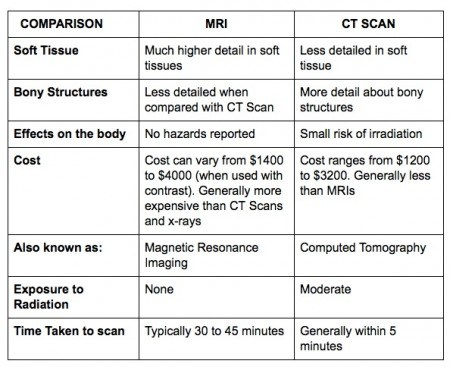 COMPARISON MRI CT SCAN
Soft Tissue Much higher detail in soft Less detailed in soft
tissues tissue
Bony Structures Less detailed when More detail about bony
compared with CT Scan structures
Effects on the body No hazards reported Small risk of irradiation
Cost Cost can vary from $1400 Cost ranges from $1200
to $4000 (when used with to $3200. Generally less
contrast). Generally more than MRIs
expensive than CT Scans
and x-rays
Also known as: Magnetic Resonance Computed Tomography
Imaging
Exposure to None Moderate
Radiation
Time Taken to scan Typically 30 to 45 minutes Generally within 5
minutes